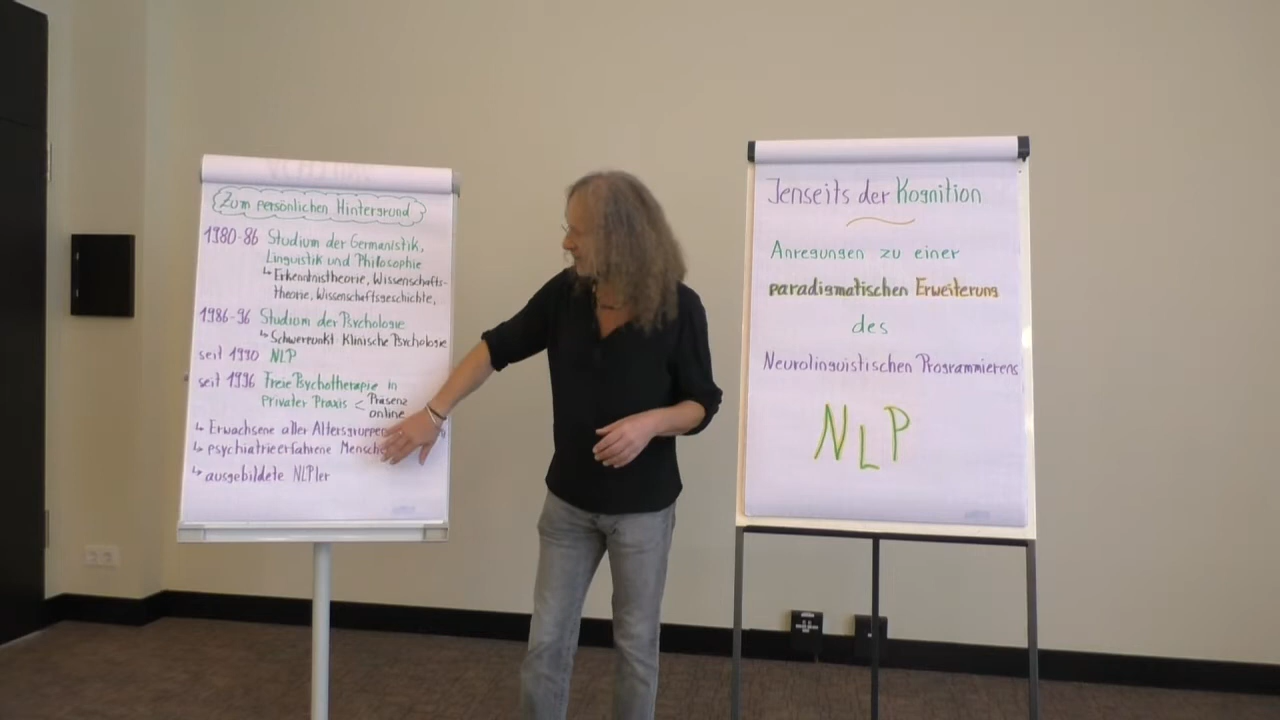 Zum persönlichen Hintergrund
1980-86 Studium der Germanistik,
Linguistik und Philosophie
↳ Erkenntnistheorie, Wissenschafts-
theorie, Wissenschaftsgeschichte,
1986-96 Studium der Psychologie
↳ Schwerpunkt Klinische Psychologie
seit 1990 NLP
seit 1996 Freie Psychotherapie in
Privater Praxis < Präsenz
online
↳ Erwachsene aller Altersgruppen
↳ psychiatrieerfahrene
↳ ausgebildete NLPler
Jenseits der Kognition
Anregungen zu einer
paradigmatischen Erweiterung
des
Neurolinguistischen Programmierens
NLP